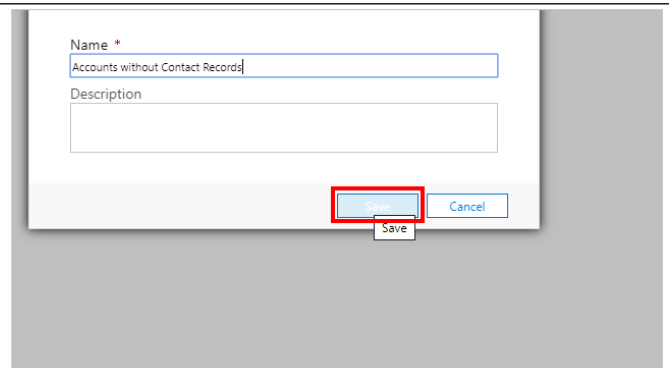 Name *
Accounts without Contact Records
Description
Save Cancel
Save